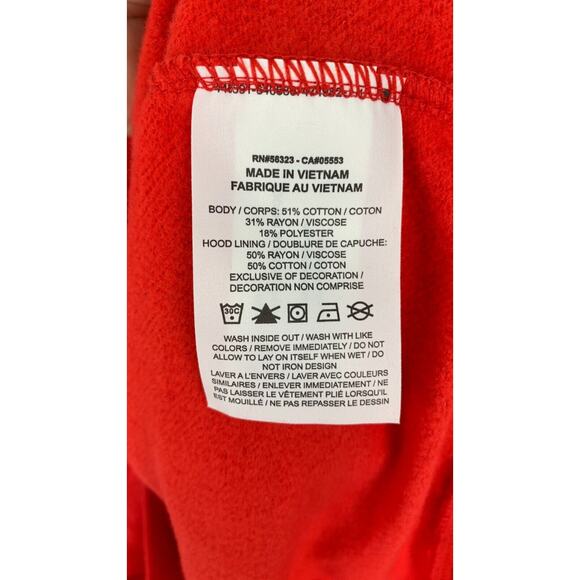 RN#56323 - CA#05553
MADE IN VIETNAM
FABRIQUE AU VIETNAM
BODY / CORPS: 51% COTTON / COTON
31% RAYON / VISCOSE
18% POLYESTER
HOOD LINING / DOUBLURE DE CAPUCHE:
50% RAYON / VISCOSE
50% COTTON / COTON
EXCLUSIVE OF DECORATION /
DECORATION NON COMPRISE
30C
WASH INSIDE OUT / WASH WITH LIKE
COLORS / REMOVE IMMEDIATELY / DO NOT
ALLOW TO LAY ON ITSELF WHEN WET / DO
NOT IRON DESIGN
LAVER A L'ENVERS / LAVER AVEC COULEURS
SIMILAIRES / ENLEVER IMMEDIATEMENT / NE
PAS LAISSER LE VÊTEMENT PLIÉ LORSQU'IL
EST MOUILLÉ / NE PAS REPASSER LE DESSIN